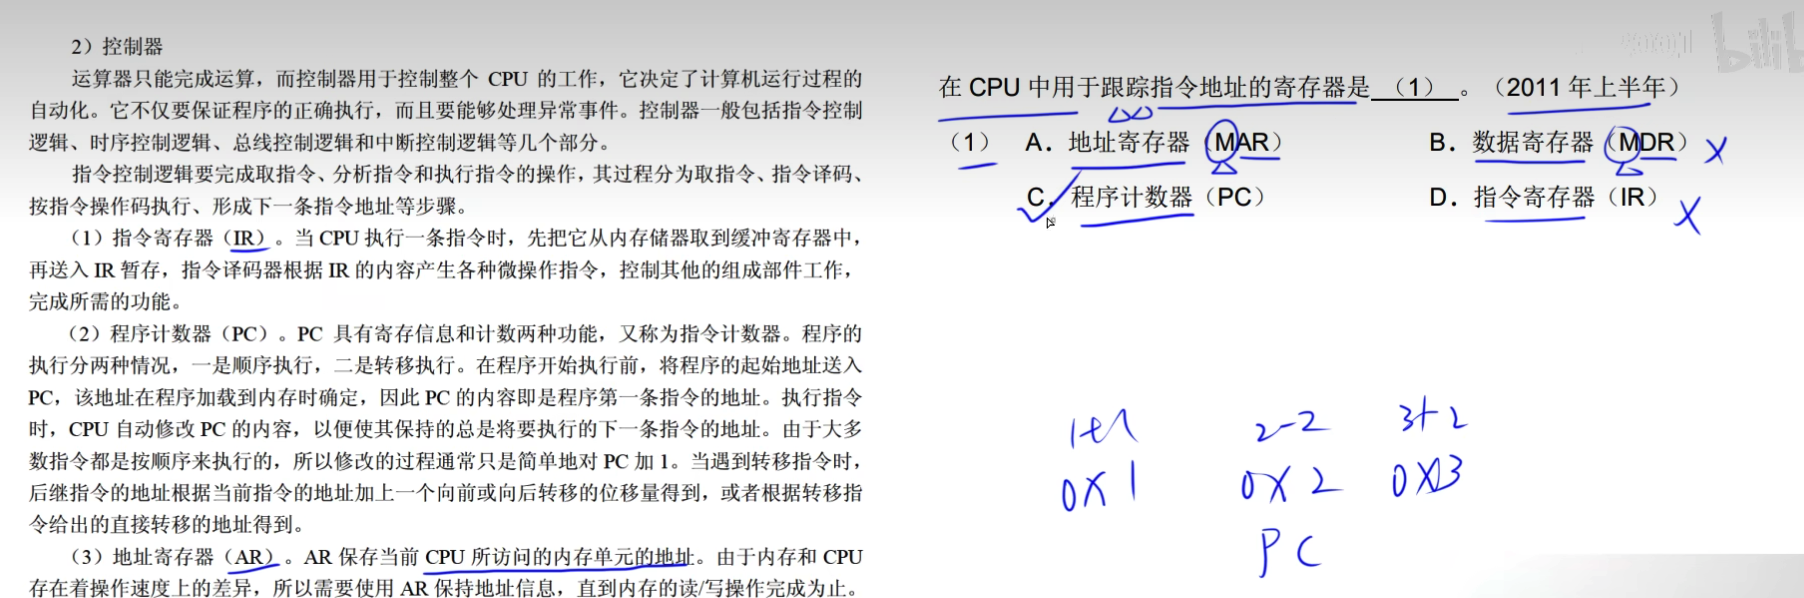 2）控制器
运算器只能完成运算，而控制器用于控制整个 CPU 的工作，它决定了计算机运行过程的
自动化。它不仅要保证程序的正确执行，而且要能够处理异常事件。控制器一般包括指令控制
逻辑、时序控制逻辑、总线控制逻辑和中断控制逻辑等几个部分。
指令控制逻辑要完成取指令、分析指令和执行指令的操作，其过程分为取指令、指令译码、
按指令操作码执行、形成下一条指令地址等步骤。
（1）指令寄存器（IR）。当 CPU 执行一条指令时，先把它从内存储器取到缓冲寄存器中，
再送入 IR 暂存，指令译码器根据 IR 的内容产生各种微操作指令，控制其他的组成部件工作，
完成所需的功能。
（2）程序计数器（PC）。PC 具有寄存信息和计数两种功能，又称为指令计数器。程序的
执行分两种情况，一是顺序执行，二是转移执行。在程序开始执行前，将程序的起始地址送入
PC，该地址在程序加载到内存时确定，因此 PC 的内容即是程序第一条指令的地址。执行指令
时，CPU 自动修改 PC 的内容，以便使其保持的总是将要执行的下一条指令的地址。由于大多
数指令都是按顺序来执行的，所以修改的过程通常只是简单地对 PC 加 1。当遇到转移指令时，
后继指令的地址根据当前指令的地址加上一个向前或向后转移的位移量得到，或者根据转移指
令给出的直接转移的地址得到。
（3）地址寄存器（AR）。AR 保存当前 CPU 所访问的内存单元的地址。由于内存和 CPU
存在着操作速度上的差异，所以需要使用 AR 保持地址信息，直到内存的读/写操作完成为止。
bilib
在 CPU 中用于跟踪指令地址的寄存器是（1）。（2011 年上半年）
（1） A．地址寄存器（MAR） B．数据寄存器（MDR）
C．程序计数器（PC） D．指令寄存器（IR）
1+1 2-2 3+2
0X1 0X2 0X3
PC